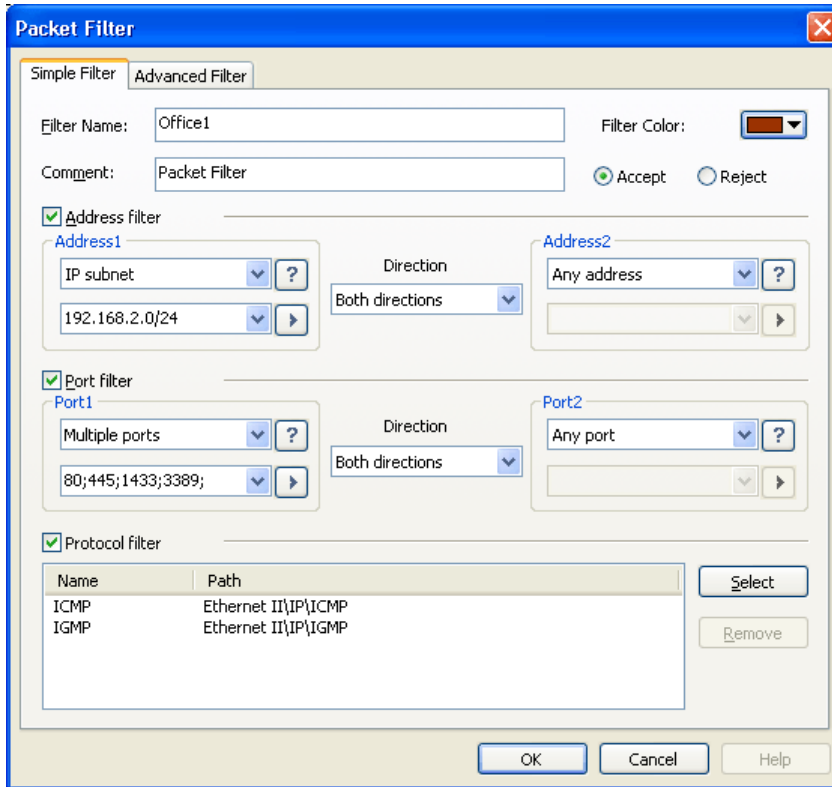 Packet Filter
Simple Filter Advanced Filter
Filter Name: Office1 Filter Color:
Comment: Packet Filter Accept Reject
Address filter
Address1 Direction Address2
IP subnet ? Both directions Any address ?
192.168.2.0/24
Port filter
Port1 Direction Port2
Multiple ports ? Both directions Any port ?
80;445;1433;3389;
Protocol filter
Name Path Select
ICMP Ethernet II\IP\ICMP
IGMP Ethernet II\IP\IGMP Remove
OK Cancel Help